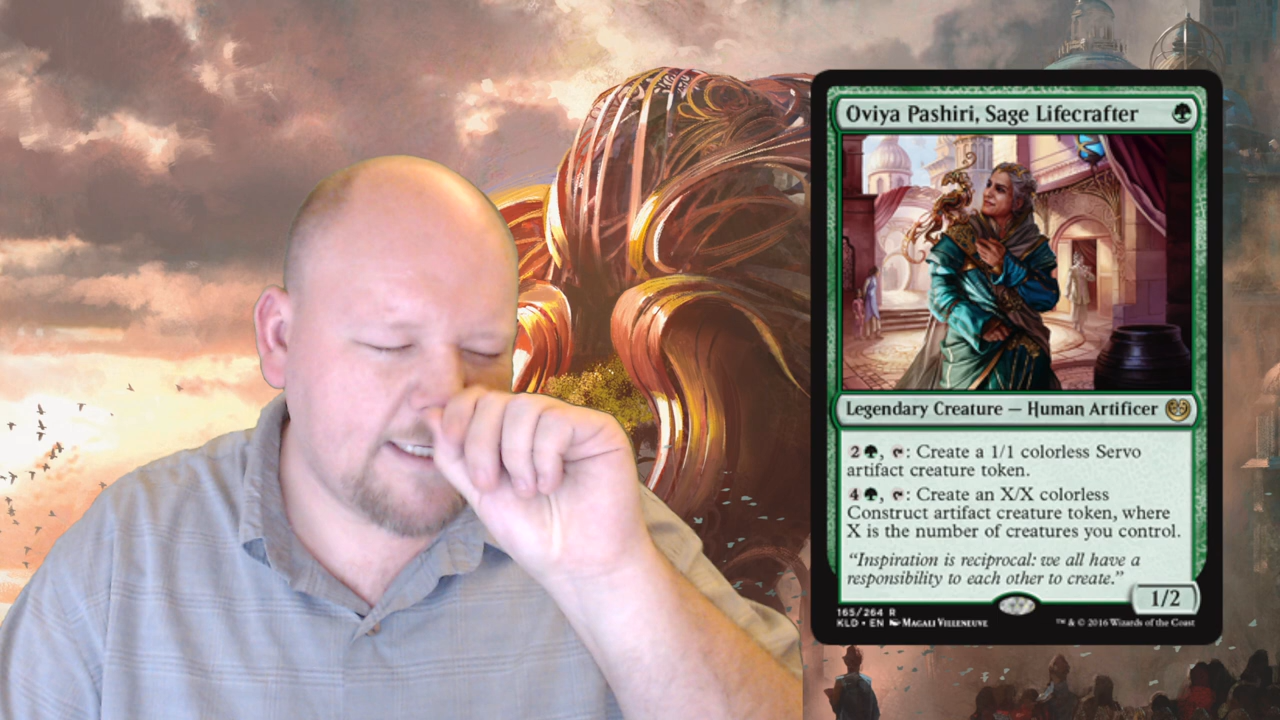 Oviya Pashiri, Sage Lifecrafter
Legendary Creature — Human Artificer
2, : Create a 1/1 colorless Servo
artifact creature token.
4, : Create an X/X colorless
Construct artifact creature token, where
X is the number of creatures you control.
“Inspiration is reciprocal: we all have a
responsibility to each other to create.”
1/2
165/264 R
KLD • EN Magali Villeneuve
™ & © 2016 Wizards of the Coast